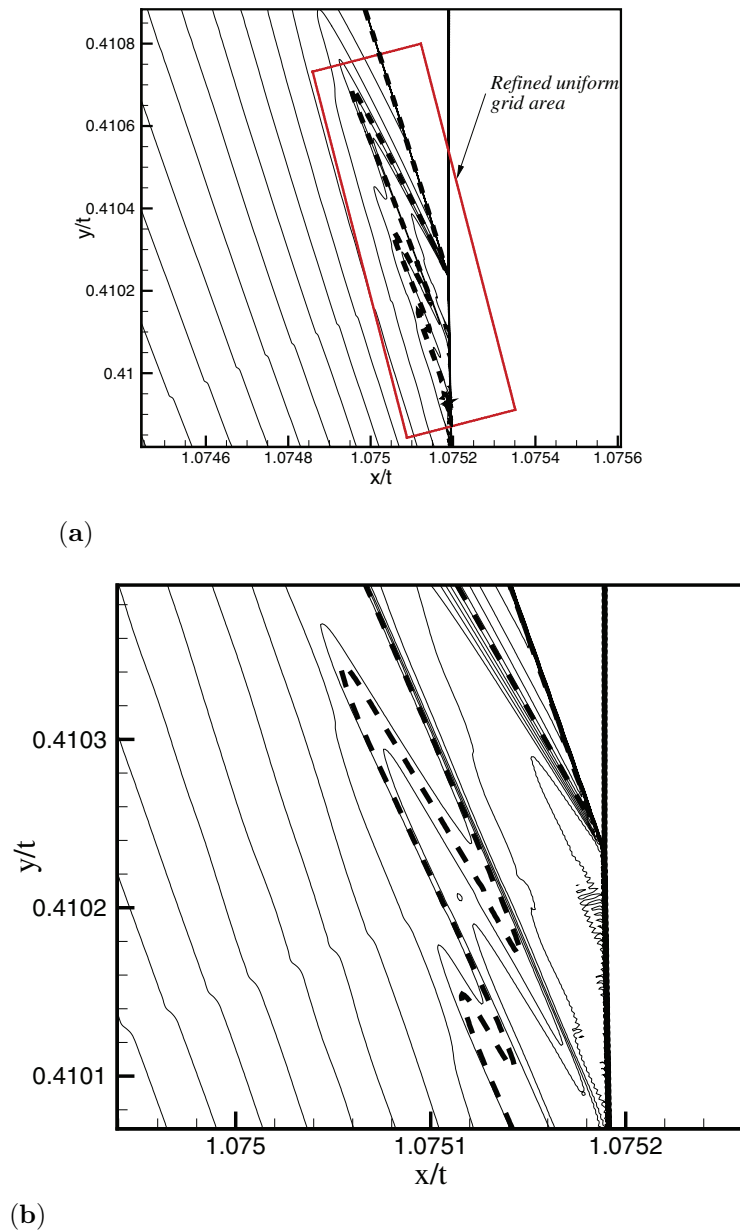 0.4108
0.4106
0.4104
0.4102
0.41
y/t
Refined uniform
grid area
1.0746 1.0748 1.075 1.0752 1.0754 1.0756
x/t
(a)
0.4103
0.4102
0.4101
y/t
1.075 1.0751 1.0752
x/t
(b)